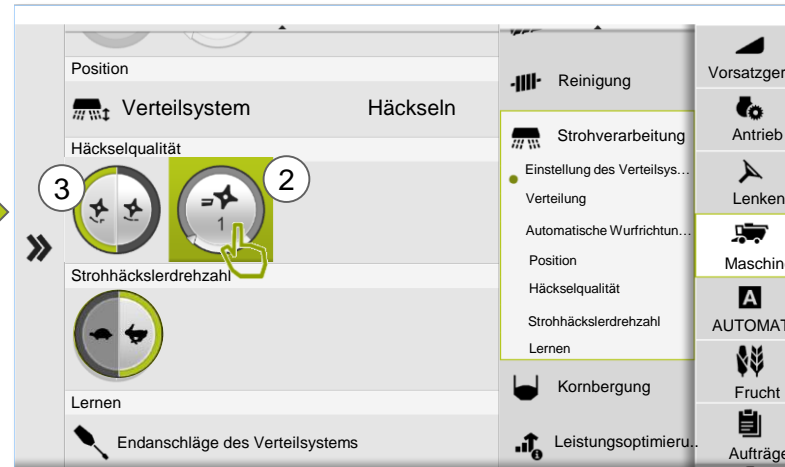 Position
Verteilsystem Häckseln
Häckselqualität
3
2
1
Strohhäckslerdrehzahl
Lernen
Endanschläge des Verteilsystems
Reinigung
Strohverarbeitung
Einstellung des Verteilsys...
Verteilung
Automatische Wurfrichtun...
Position
Häckselqualität
Strohhäckslerdrehzahl
Lernen
Kornbergung
Leistungsoptimieru..
Vorsatzger
Antrieb
Lenken
Maschin
A
AUTOMAT
Frucht
Aufträge